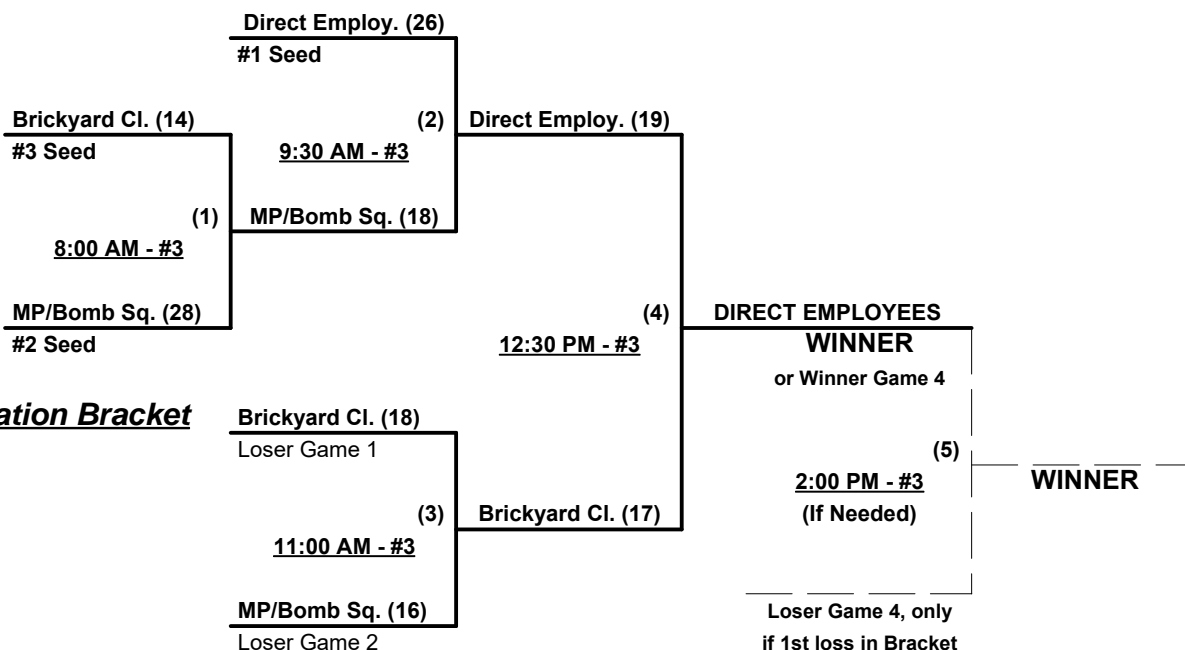 Direct Employ. (26)
#1 Seed
Brickyard Cl. (14)
#3 Seed
(2)
Direct Employ. (19)
9:30 AM - #3
(1)
MP/Bomb Sq. (18)
8:00 AM - #3
MP/Bomb Sq. (28)
#2 Seed
(4)
DIRECT EMPLOYEES
12:30 PM - #3
WINNER
or Winner Game 4
ation Bracket
Brickyard Cl. (18)
Loser Game 1
(5)
2:00 PM - #3
(If Needed)
WINNER
(3)
Brickyard Cl. (17)
11:00 AM - #3
MP/Bomb Sq. (16)
Loser Game 2
Loser Game 4, only
if 1st loss in Bracket